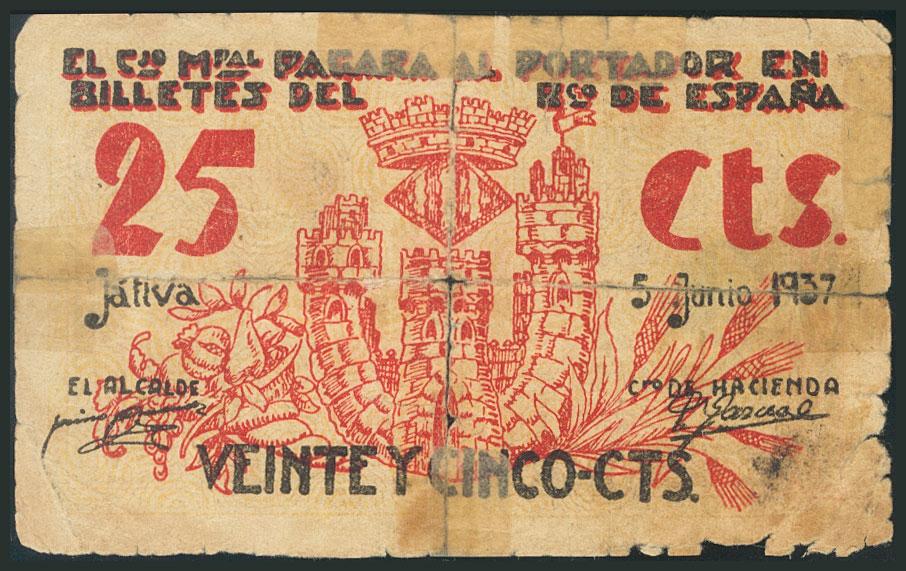 EL Cjo MPAL PAGARA AL PORTADOR EN
BILLETES DEL Bco DE ESPAÑA
25 Cts.
Játiva 5 Junio 1937
EL ALCALDE Cro DE HACIENDA
VEINTE Y CINCO-CTS.